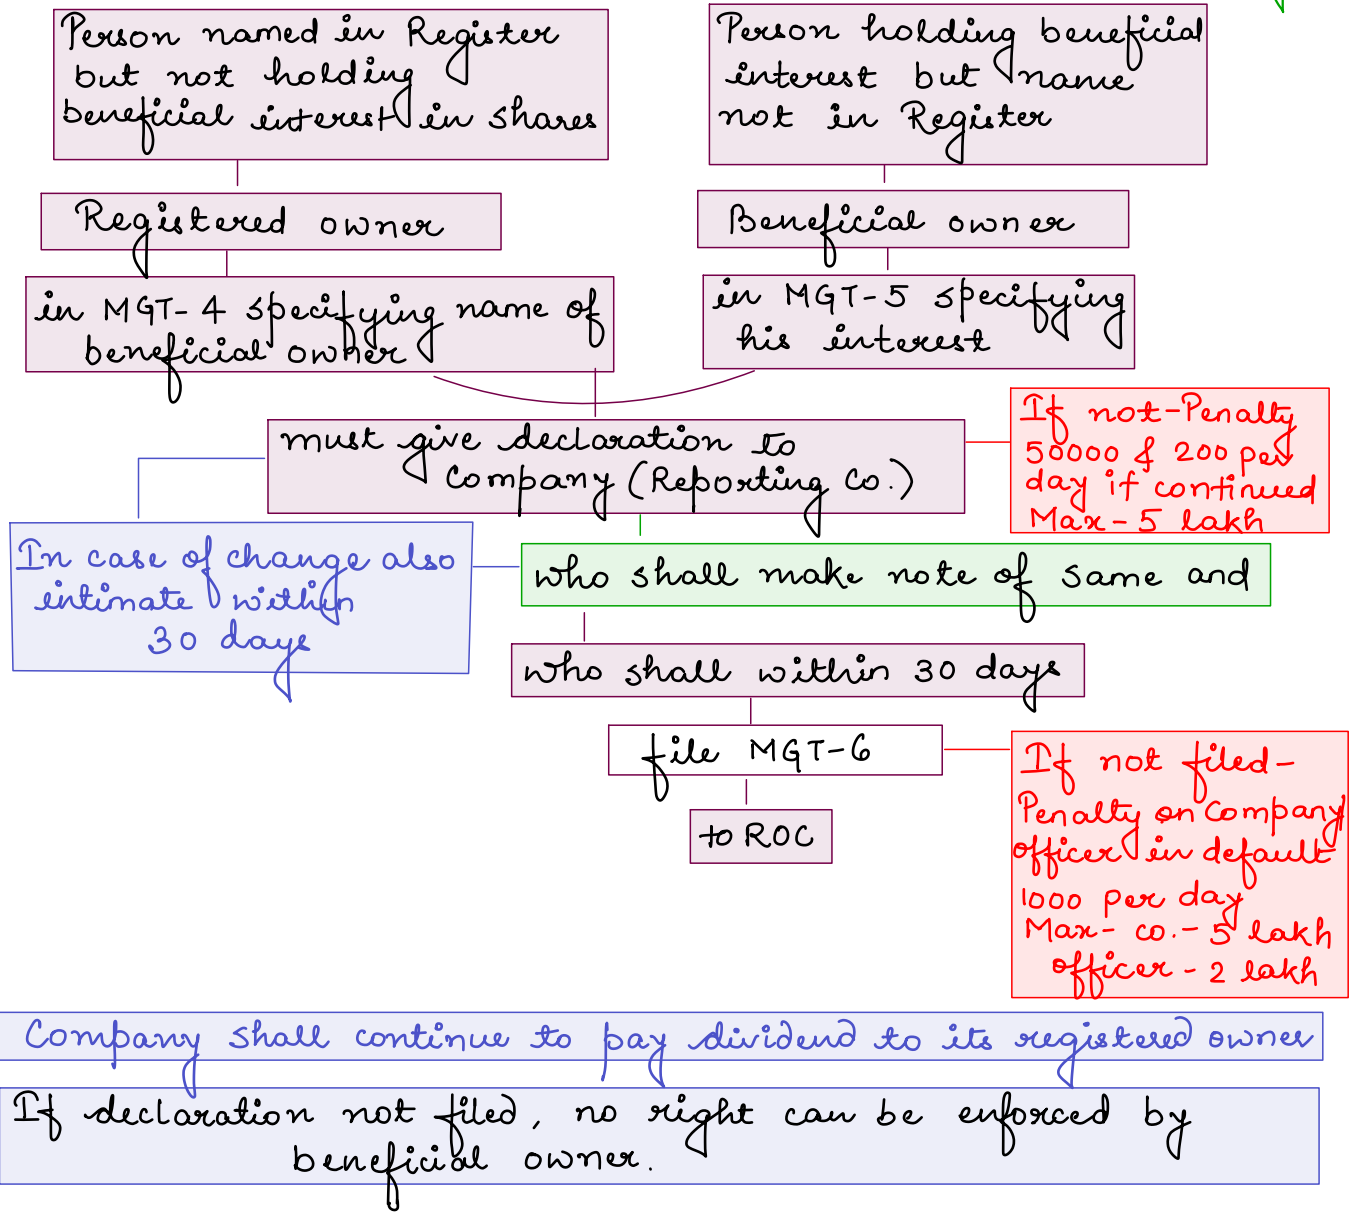 Person named in Register
but not holding
beneficial interest in shares
Person holding beneficial
interest but name
not in Register
Registered owner
Beneficial owner
in MGT-4 specifying name of
beneficial owner
in MGT-5 specifying
his interest
must give declaration to
Company (Reporting Co.)
If not-Penalty
50000 & 200 per
day if continued
Max-5 lakh
In case of change also
intimate within
30 days
who shall make note of same and
who shall within 30 days
file MGT-6
to ROC
If not filed-
Penalty on Company
officer in default
1000 per day
Max- co.- 5 lakh
officer - 2 lakh
Company shall continue to pay dividend to its registered owner
If declaration not filed, no right can be enforced by
beneficial owner.